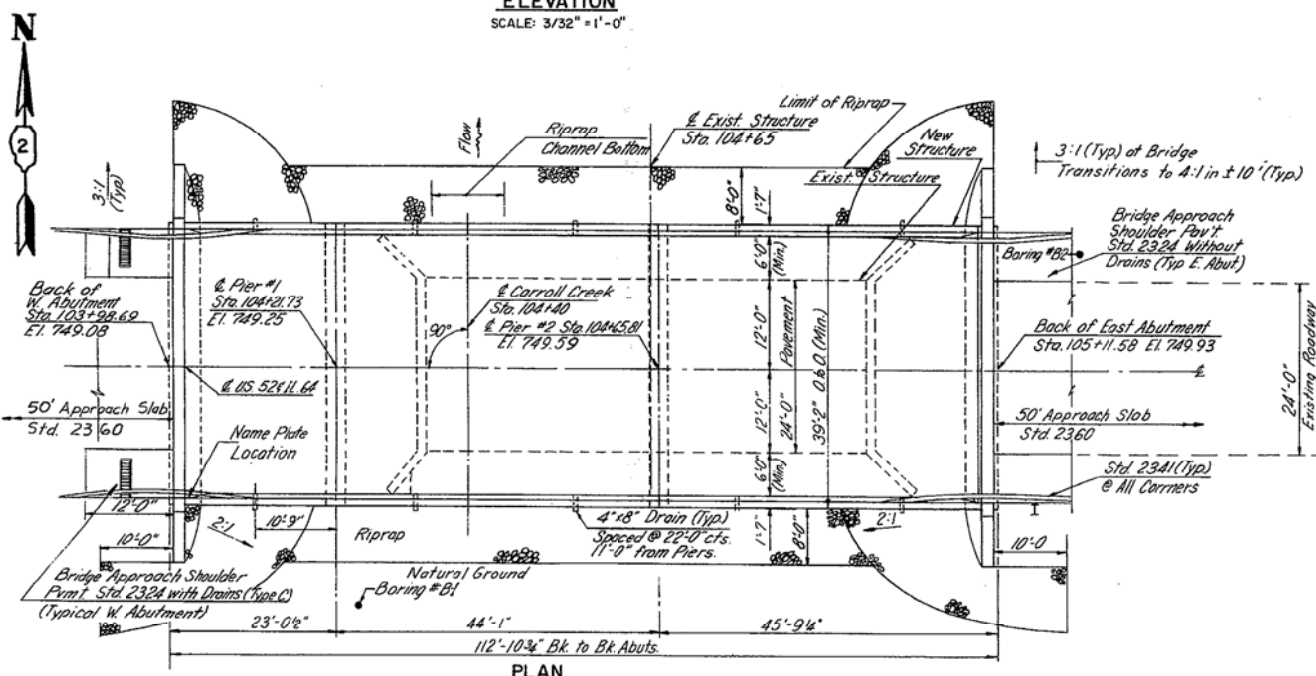 ELEVATION
SCALE: 3/32" = 1'-0"
N
2
3:1
(Typ)
Flow
Riprap
Channel Bottom
℄ Exist. Structure
Sta. 104+65
Limit of Riprap
New
Structure
Exist. Structure
3:1 (Typ) at Bridge
Transitions to 4:1 in ±10' (Typ)
Bridge Approach
Shoulder Pav't.
Std. 2324 Without
Drains (Typ E. Abut)
Boring #B2
8'-0"
1'-7"
6'-0"
(Min.)
Back of
W. Abutment
Sta. 103+98.69
El. 749.08
℄ Pier #1
Sta. 104+21.73
El. 749.25
90°
℄ Carroll Creek
Sta. 104+40
℄ Pier #2 Sta. 104+65.81
El. 749.59
12'-0"
Pavement
24'-0"
39'-2" O. to O. (Min.)
Back of East Abutment
Sta. 105+11.58 El. 749.93
℄
℄ US 52 & Il. 64
24'-0"
Existing Roadway
50' Approach Slab
Std. 2360
Name Plate
Location
12'-0"
6'-0"
(Min.)
50' Approach Slab
Std. 2360
Std. 2341 (Typ)
@ All Corrners
12'-0"
10'-0"
2:1
10'-9"
Riprap
4"x8" Drain (Typ.)
Spaced @ 22'-0" cts.
11'-0" from Piers.
1'-7"
8'-0"
2:1
10'-0
Bridge Approach Shoulder
Pvm't. Std. 2324 with Drains (Type C)
(Typical W. Abutment)
Natural Ground
Boring #B1
23'-0½"
44'-1"
45'-9¼"
112'-10¾" Bk. to Bk. Abuts.
PLAN